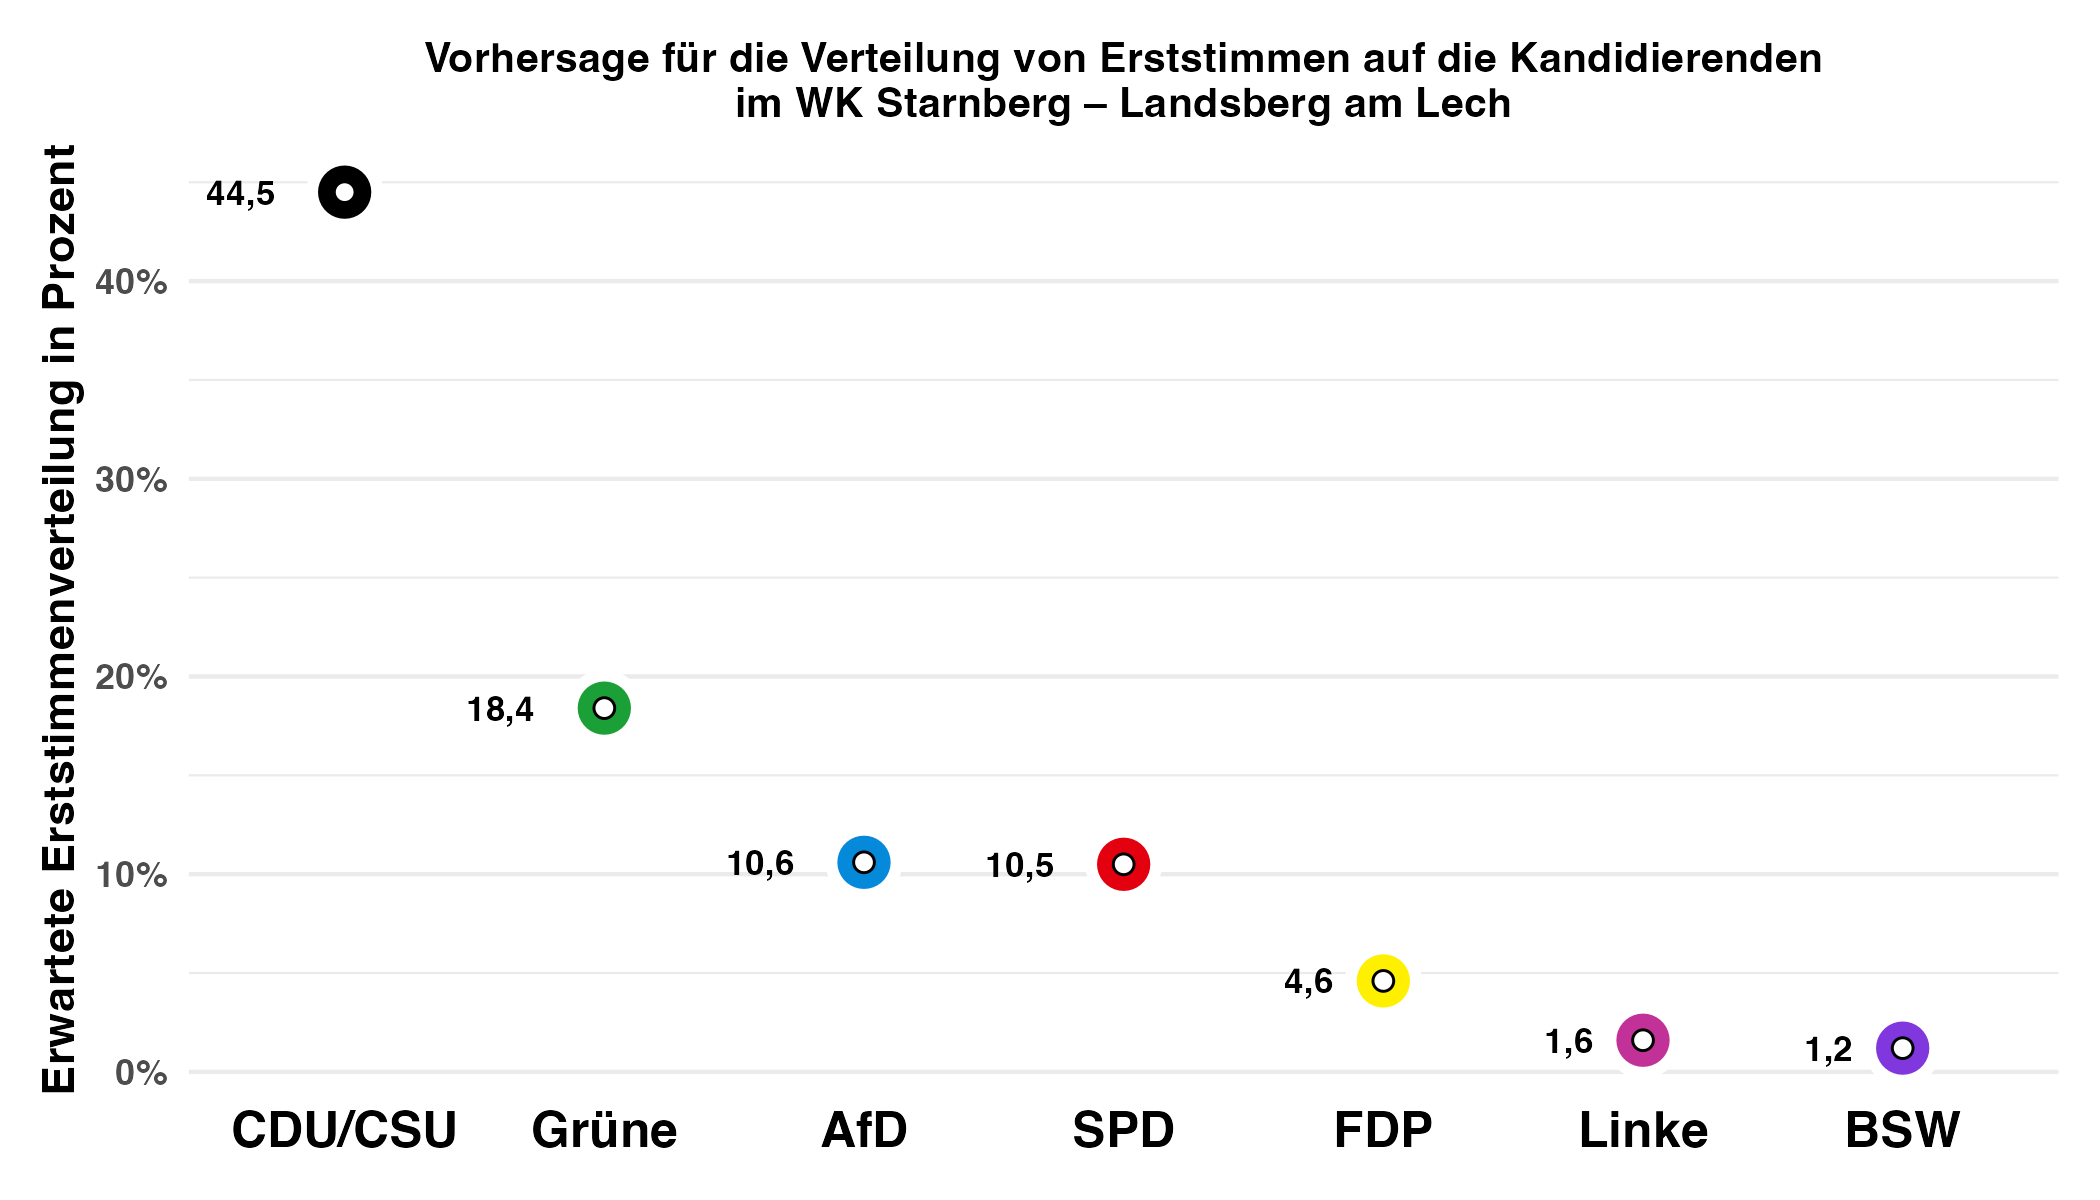 Vorhersage für die Verteilung von Erststimmen auf die Kandidierenden
im WK Starnberg – Landsberg am Lech
Erwartete Erststimmenverteilung in Prozent
44,5
40%
30%
20%
18,4
10,6
10,5
10%
4,6
1,6
1,2
0%
CDU/CSU
Grüne
AfD
SPD
FDP
Linke
BSW